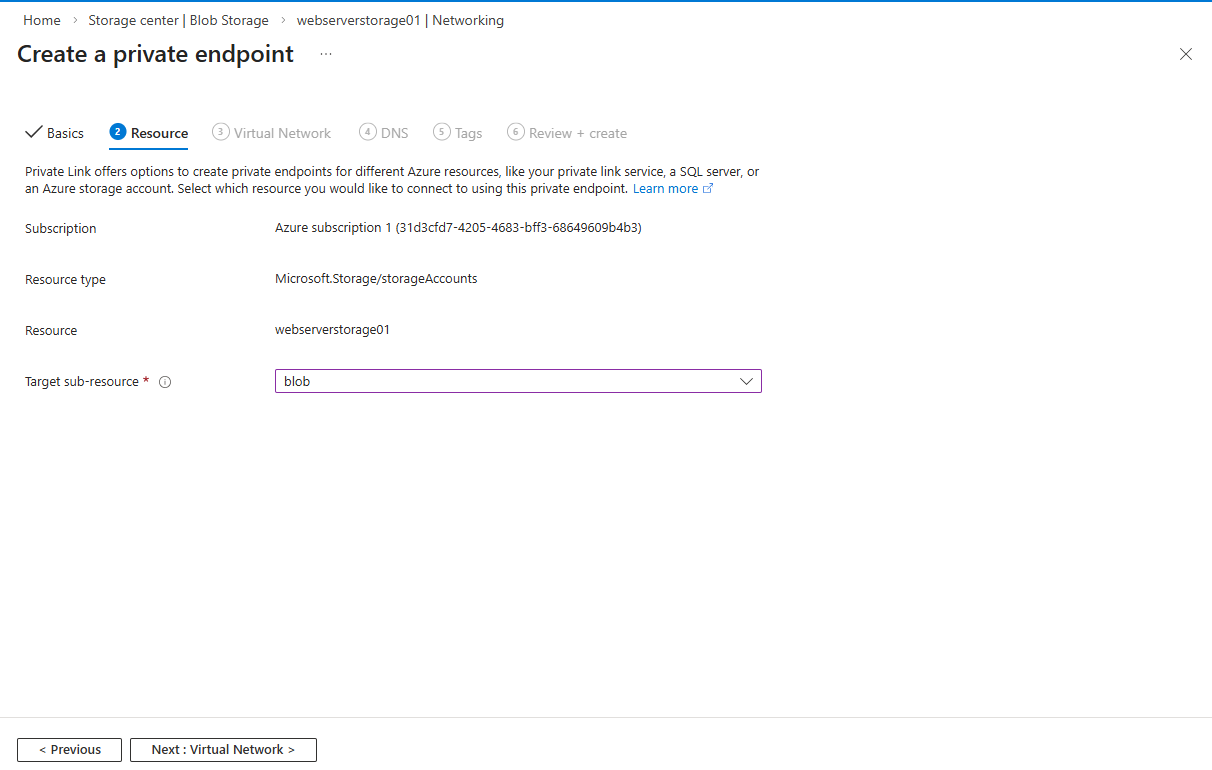 Home > Storage center | Blob Storage > webserverstorage01 | Networking
Create a private endpoint ...
Basics 2 Resource 3 Virtual Network 4 DNS 5 Tags 6 Review + create
Private Link offers options to create private endpoints for different Azure resources, like your private link service, a SQL server, or
an Azure storage account. Select which resource you would like to connect to using this private endpoint. Learn more
Subscription Azure subscription 1 (31d3cfd7-4205-4683-bff3-68649609b4b3)
Resource type Microsoft.Storage/storageAccounts
Resource webserverstorage01
Target sub-resource * blob
< Previous Next : Virtual Network >